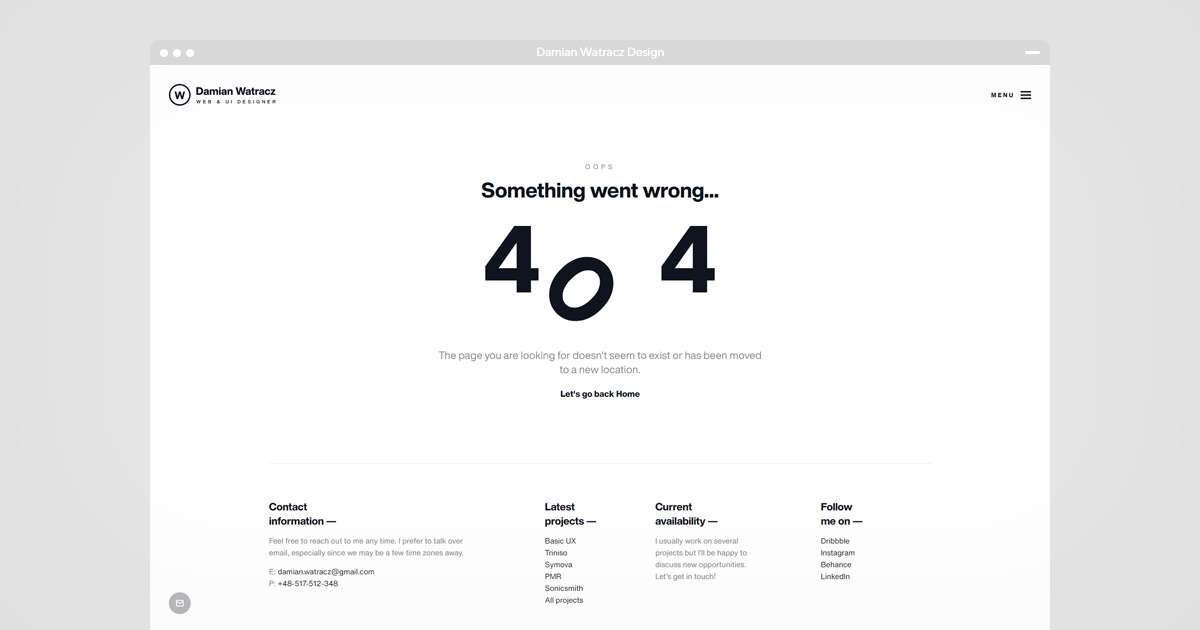 Damian Watracz Design
W
Damian Watracz
WEB & UI DESIGNER
MENU
OOPS
Something went wrong...
404
The page you are looking for doesn't seem to exist or has been moved
to a new location.
Let's go back Home
Contact
information —
Feel free to reach out to me any time. I prefer to talk over
email, especially since we may be a few time zones away.
E: damian.watracz@gmail.com
P: +48-517-512-348
Latest
projects —
Basic UX
Triniso
Symova
PMR
Sonicsmith
All projects
Current
availability —
I usually work on several
projects but I'll be happy to
discuss new opportunities.
Let's get in touch!
Follow
me on —
Dribbble
Instagram
Behance
LinkedIn